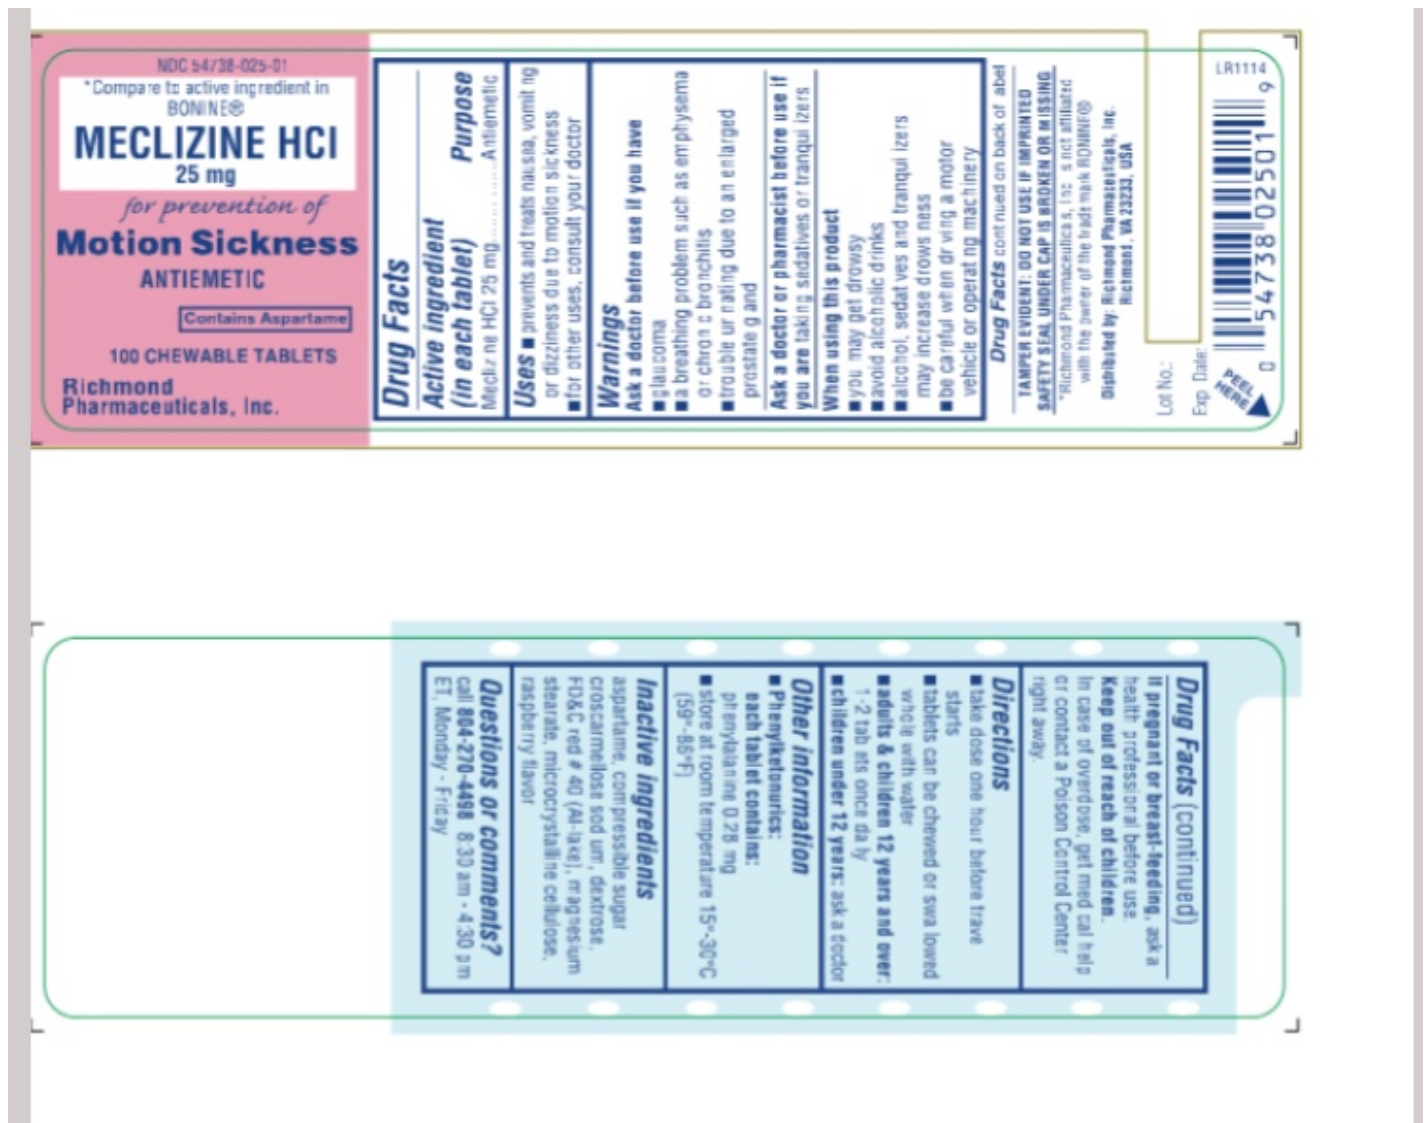 NDC 54738-025-01
*Compare to active ingredient in
BONINE®
MECLIZINE HCl
25 mg
for prevention of
Motion Sickness
ANTIEMETIC
Contains Aspartame
100 CHEWABLE TABLETS
Richmond
Pharmaceuticals, Inc.
Drug Facts
Active ingredient
(in each tablet) Purpose
Meclizine HCl 25 mg..............Antiemetic
Uses ■ prevents and treats nausea, vomiting
or dizziness due to motion sickness
■ for other uses, consult your doctor
Warnings
Ask a doctor before use if you have
■ glaucoma
■ a breathing problem such as emphysema
or chronic bronchitis
■ trouble urinating due to an enlarged
prostate gland
Ask a doctor or pharmacist before use if
you are taking sedatives or tranquilizers
When using this product
■ you may get drowsy
■ avoid alcoholic drinks
■ alcohol, sedatives and tranquilizers
may increase drowsiness
■ be careful when driving a motor
vehicle or operating machinery
Drug Facts continued on back of label
TAMPER EVIDENT: DO NOT USE IF IMPRINTED
SAFETY SEAL UNDER CAP IS BROKEN OR MISSING
*Richmond Pharmaceuticals, Inc. is not affiliated
with the owner of the trademark BONINE®
Distributed by: Richmond Pharmaceuticals, Inc.
Richmond, VA 23233, USA
Lot No.:
Exp. Date:
LR1114
0 54738 02501 9
PEEL
HERE
Drug Facts (continued)
If pregnant or breast-feeding, ask a
health professional before use.
Keep out of reach of children.
In case of overdose, get medical help
or contact a Poison Control Center
right away.
Directions
■ take dose one hour before travel
starts
■ tablets can be chewed or swallowed
whole with water
■ adults & children 12 years and over:
1-2 tablets once daily
■ children under 12 years: ask a doctor
Other information
■ Phenylketonurics:
each tablet contains:
phenylalanine 0.28 mg
■ store at room temperature 15°-30°C
(59°-86°F)
Inactive ingredients
aspartame, compressible sugar
croscarmellose sodium, dextrose,
FD&C red # 40 (Al-lake), magnesium
stearate, microcrystalline cellulose,
raspberry flavor
Questions or comments?
call 804-270-4498 8:30 am - 4:30 pm
ET, Monday - Friday